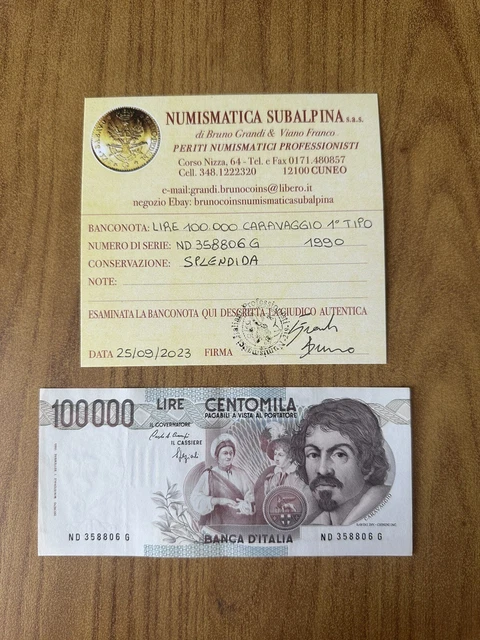 NUMISMATICA SUBALPINA s.a.s.
di Bruno Grandi & Viano Franco
PERITI NUMISMATICI PROFESSIONISTI
Corso Nizza, 64 - Tel. e Fax 0171.480857
Cell. 348.1222320 12100 CUNEO
e-mail:grandi.brunocoins@libero.it
negozio Ebay: brunocoinsnumismaticasubalpina
BANCONOTA: LIRE 100.000 CARAVAGGIO 1° TIPO
NUMERO DI SERIE: ND 358806 G 1990
CONSERVAZIONE: SPLENDIDA
NOTE:
ESAMINATA LA BANCONOTA QUI DESCRITTA LA GIUDICO AUTENTICA
DATA 25/09/2023 FIRMA
100000 LIRE CENTOMILA
PAGABILI A VISTA AL PORTATORE
IL GOVERNATORE
IL CASSIERE
CARAVAGGIO
ND 358806 G
BANCA D'ITALIA
ND 358806 G